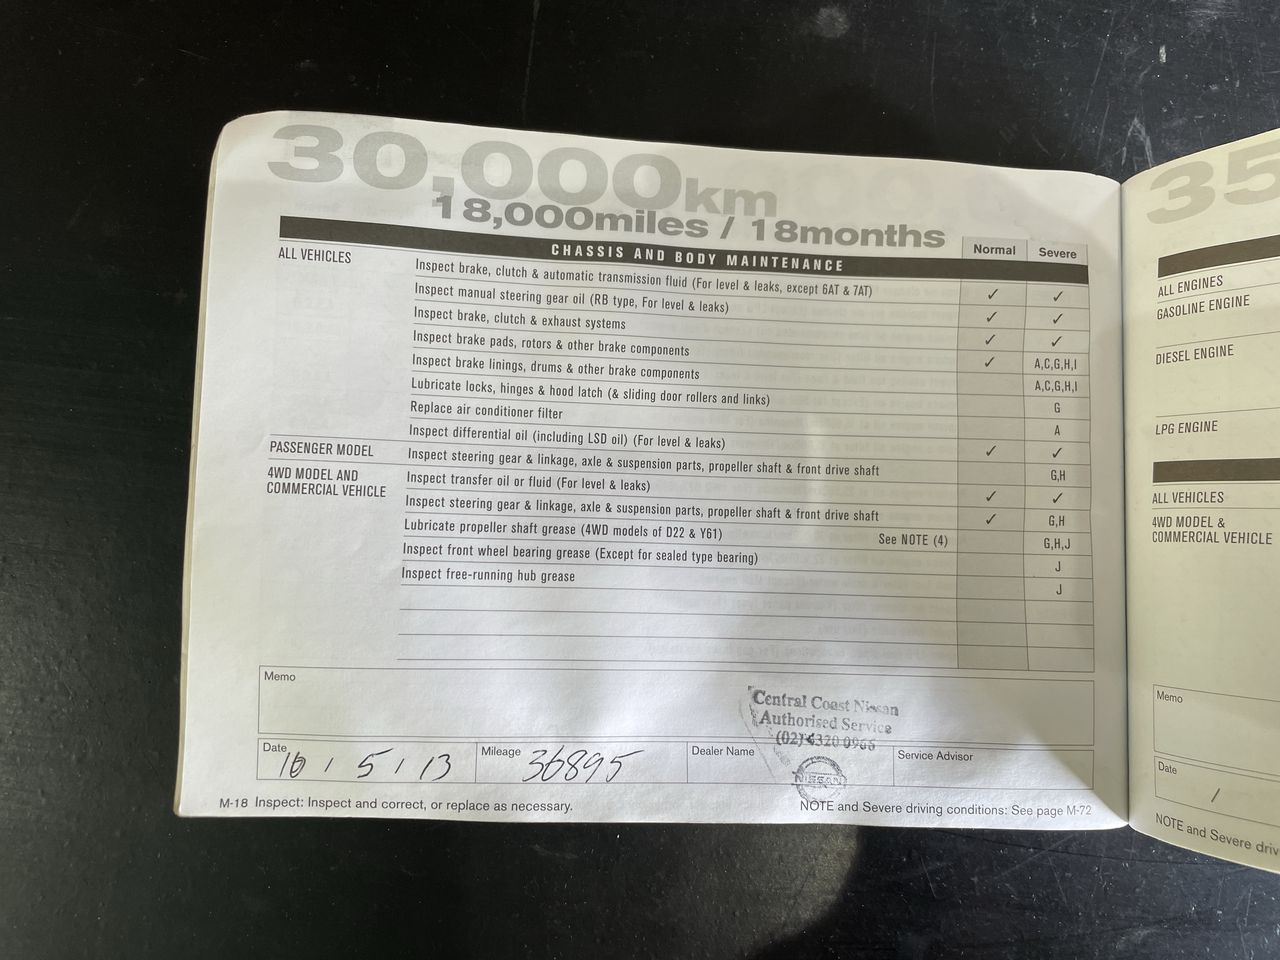 30,000km
18,000miles / 18months
CHASSIS AND BODY MAINTENANCE Normal Severe
ALL VEHICLES Inspect brake, clutch & automatic transmission fluid (For level & leaks, except 6AT & 7AT) ✓ ✓
Inspect manual steering gear oil (RB type, For level & leaks) ✓ ✓
Inspect brake, clutch & exhaust systems ✓ ✓
Inspect brake pads, rotors & other brake components ✓ A,C,G,H,I
Inspect brake linings, drums & other brake components A,C,G,H,I
Lubricate locks, hinges & hood latch (& sliding door rollers and links) G
Replace air conditioner filter A
Inspect differential oil (including LSD oil) (For level & leaks) ✓ ✓
PASSENGER MODEL Inspect steering gear & linkage, axle & suspension parts, propeller shaft & front drive shaft G,H
4WD MODEL AND COMMERCIAL VEHICLE Inspect transfer oil or fluid (For level & leaks) ✓ ✓
Inspect steering gear & linkage, axle & suspension parts, propeller shaft & front drive shaft ✓ G,H
Lubricate propeller shaft grease (4WD models of D22 & Y61) See NOTE (4) G,H,J
Inspect front wheel bearing grease (Except for sealed type bearing) J
Inspect free-running hub grease J
Memo
Central Coast Nissan
Authorised Service
(02) 4320 0966
NISSAN
Date 10 / 5 / 13 Mileage 36895 Dealer Name Service Advisor
M-18 Inspect: Inspect and correct, or replace as necessary. NOTE and Severe driving conditions: See page M-72
35
ALL ENGINES
GASOLINE ENGINE
DIESEL ENGINE
LPG ENGINE
ALL VEHICLES
4WD MODEL &
COMMERCIAL VEHICLE
Memo
Date /
NOTE and Severe driv